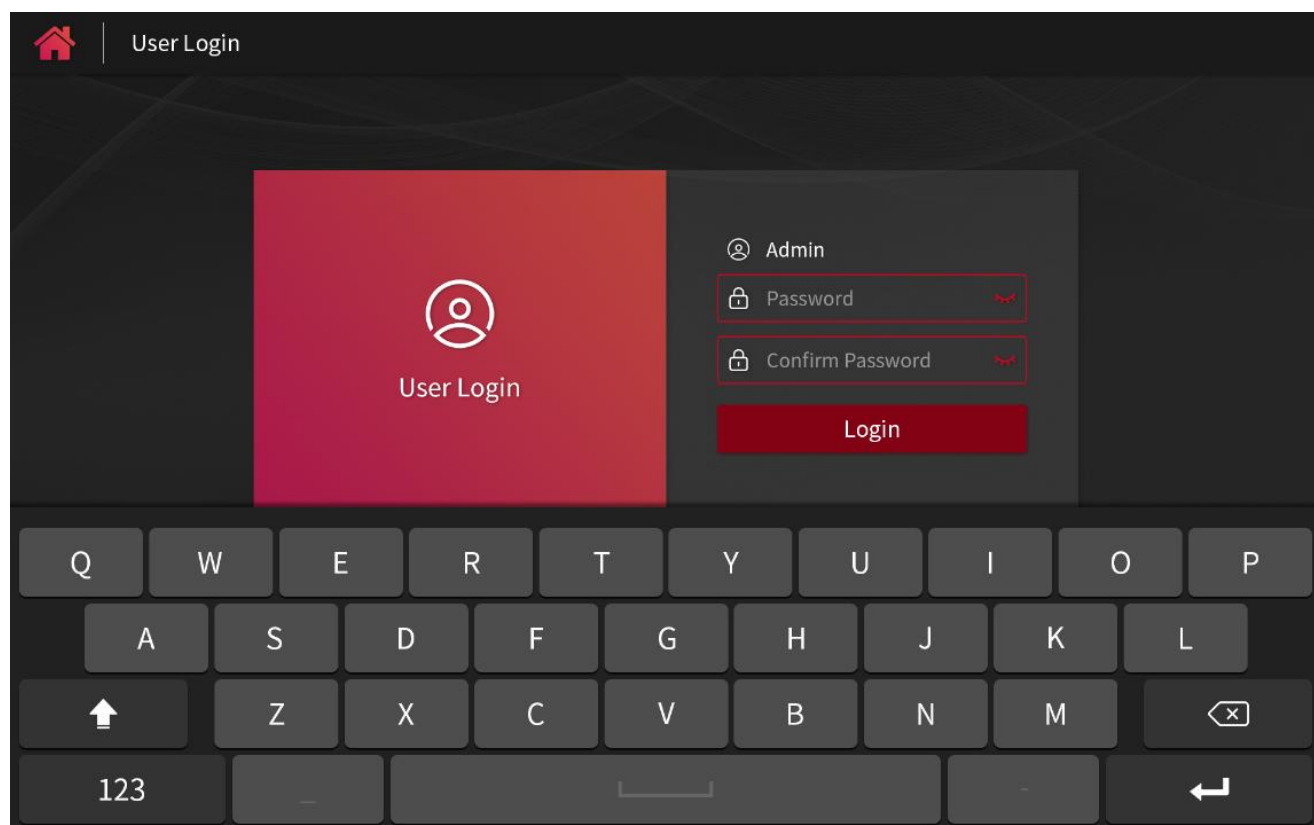 User Login
Admin
Password
Confirm Password
User Login
Login
Q W E R T Y U I O P
A S D F G H J K L
Z X C V B N M
123 _ -